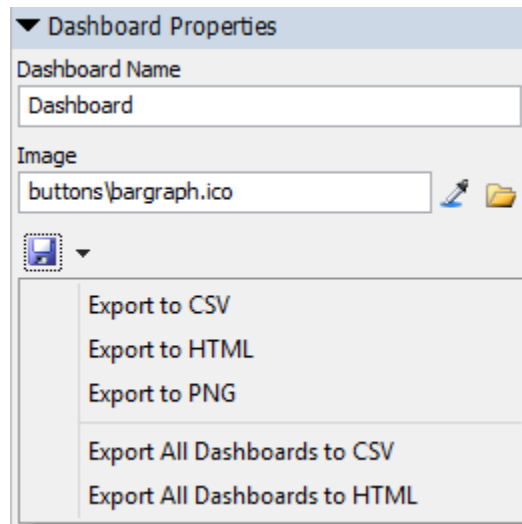 Dashboard Properties
Dashboard Name
Dashboard
Image
buttons\bargraph.ico
Export to CSV
Export to HTML
Export to PNG
Export All Dashboards to CSV
Export All Dashboards to HTML